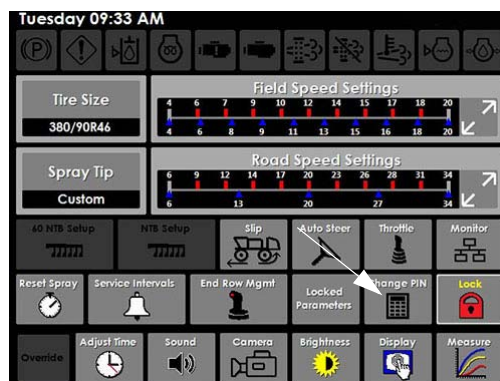 Tuesday 09:33 AM
(P)
Tire Size
380/90R46
Field Speed Settings
4 6 7 9 10 12 14 15 17 18 20
4 6 8 9 11 13 15 16 18 20
Spray Tip
Custom
Road Speed Settings
6 9 12 14 17 20 23 26 28 31 34
6 13 20 27 34
60 NTB Setup
NTB Setup
Slip
Auto Steer
Throttle
Monitor
Reset Spray
Service Intervals
End Row Mgmt
Locked
Parameters
Change PIN
Lock
Override
Adjust Time
Sound
Camera
Brightness
Display
Measure